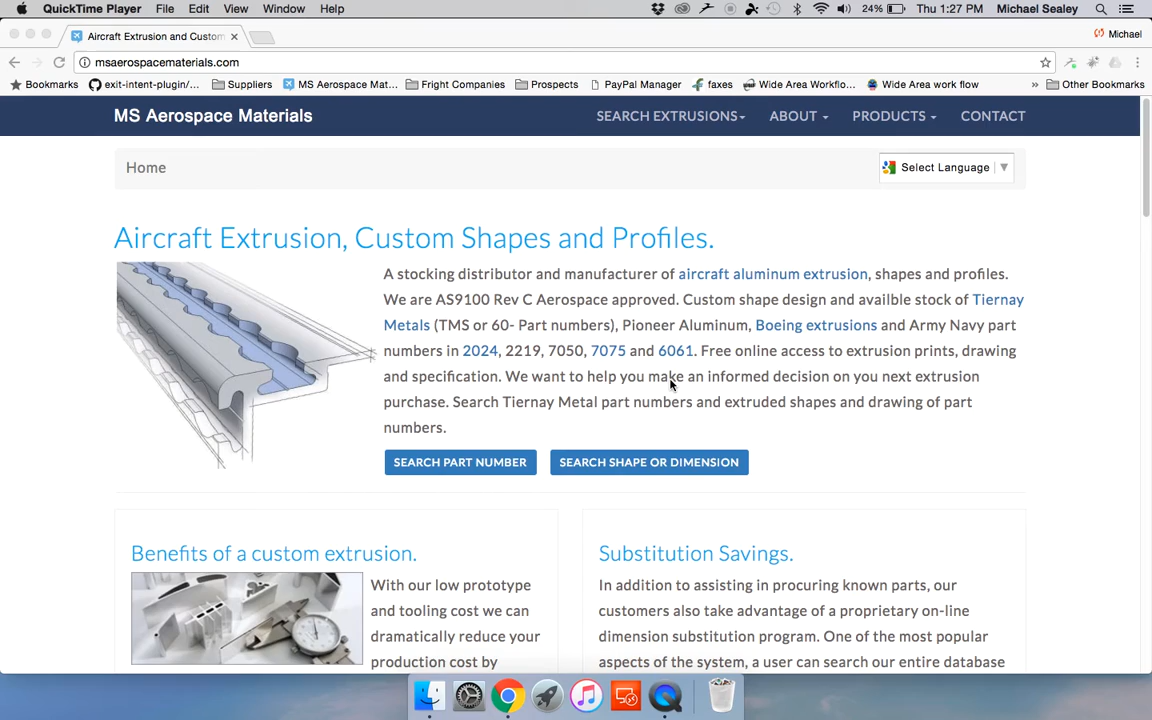 QuickTime Player File Edit View Window Help 24% Thu 1:27 PM Michael Sealey
Aircraft Extrusion and Custom Michael
msaerospacematerials.com
Bookmarks exit-intent-plugin/... Suppliers MS Aerospace Mat... Fright Companies Prospects PayPal Manager faxes Wide Area Workflo... Wide Area work flow » Other Bookmarks
MS Aerospace Materials SEARCH EXTRUSIONS ABOUT PRODUCTS CONTACT
Home Select Language
Aircraft Extrusion, Custom Shapes and Profiles.
A stocking distributor and manufacturer of aircraft aluminum extrusion, shapes and profiles.
We are AS9100 Rev C Aerospace approved. Custom shape design and availble stock of Tiernay
Metals (TMS or 60- Part numbers), Pioneer Aluminum, Boeing extrusions and Army Navy part
numbers in 2024, 2219, 7050, 7075 and 6061. Free online access to extrusion prints, drawing
and specification. We want to help you make an informed decision on you next extrusion
purchase. Search Tiernay Metal part numbers and extruded shapes and drawing of part
numbers.
SEARCH PART NUMBER SEARCH SHAPE OR DIMENSION
Benefits of a custom extrusion.
With our low prototype
and tooling cost we can
dramatically reduce your
production cost by
Substitution Savings.
In addition to assisting in procuring known parts, our
customers also take advantage of a proprietary on-line
dimension substitution program. One of the most popular
aspects of the system, a user can search our entire database